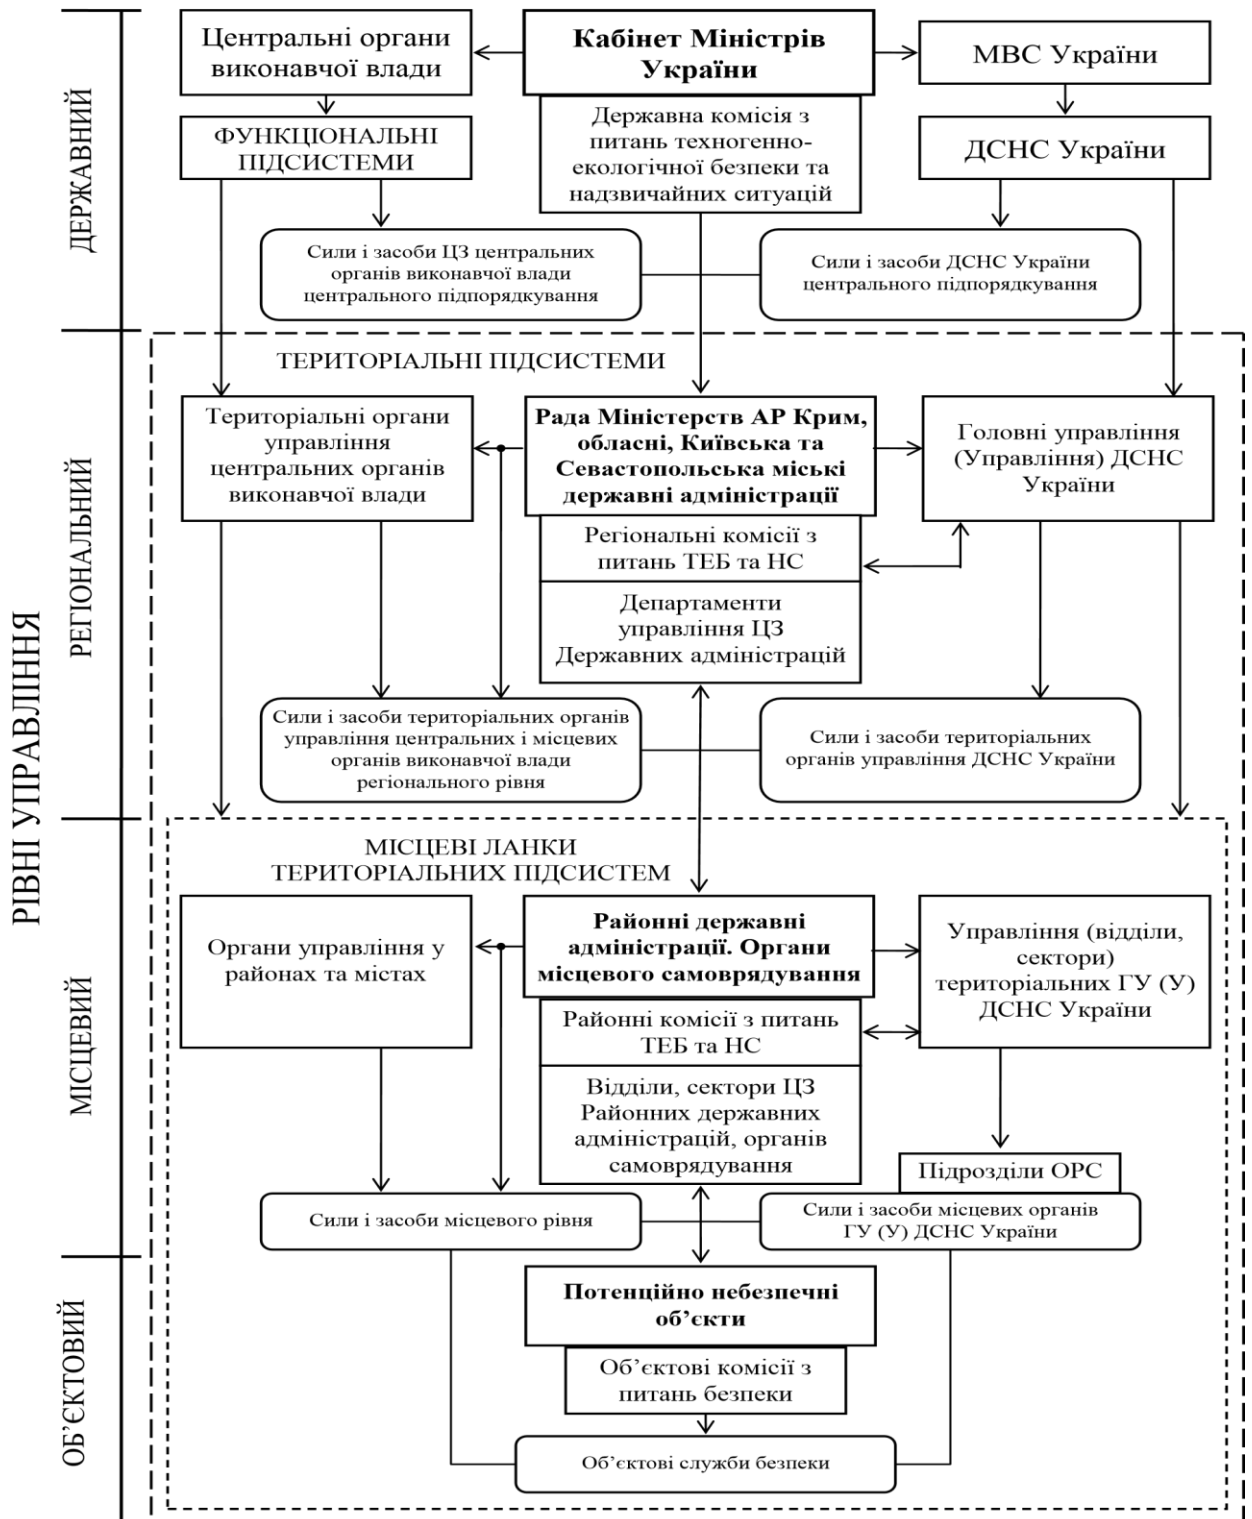 РІВНІ УПРАВЛІННЯ
ДЕРЖАВНИЙ
Центральні органи
виконавчої влади
Кабінет Міністрів
України
МВС України
ФУНКЦІОНАЛЬНІ
ПІДСИСТЕМИ
Державна комісія з
питань техногенно-
екологічної безпеки та
надзвичайних ситуацій
ДСНС України
Сили і засоби ЦЗ центральних
органів виконавчої влади
центрального підпорядкування
Сили і засоби ДСНС України
центрального підпорядкування
РЕГІОНАЛЬНИЙ
ТЕРИТОРІАЛЬНІ ПІДСИСТЕМИ
Територіальні органи
управління
центральних органів
виконавчої влади
Рада Міністерств АР Крим,
обласні, Київська та
Севастопольська міські
державні адміністрації
Головні управління
(Управління) ДСНС
України
Регіональні комісії з
питань ТЕБ та НС
Департаменти
управління ЦЗ
Державних адміністрацій
Сили і засоби територіальних органів
управління центральних і місцевих
органів виконавчої влади
регіонального рівня
Сили і засоби територіальних
органів управління ДСНС України
МІСЦЕВИЙ
МІСЦЕВІ ЛАНКИ
ТЕРИТОРІАЛЬНИХ ПІДСИСТЕМ
Органи управління у
районах та містах
Районні державні
адміністрації. Органи
місцевого самоврядування
Управління (відділи,
сектори)
територіальних ГУ (У)
ДСНС України
Районні комісії з питань
ТЕБ та НС
Відділи, сектори ЦЗ
Районних державних
адміністрацій, органів
самоврядування
Підрозділи ОРС
Сили і засоби місцевого рівня
Сили і засоби місцевих органів
ГУ (У) ДСНС України
ОБ’ЄКТОВИЙ
Потенційно небезпечні
об’єкти
Об’єктові комісії з
питань безпеки
Об’єктові служби безпеки